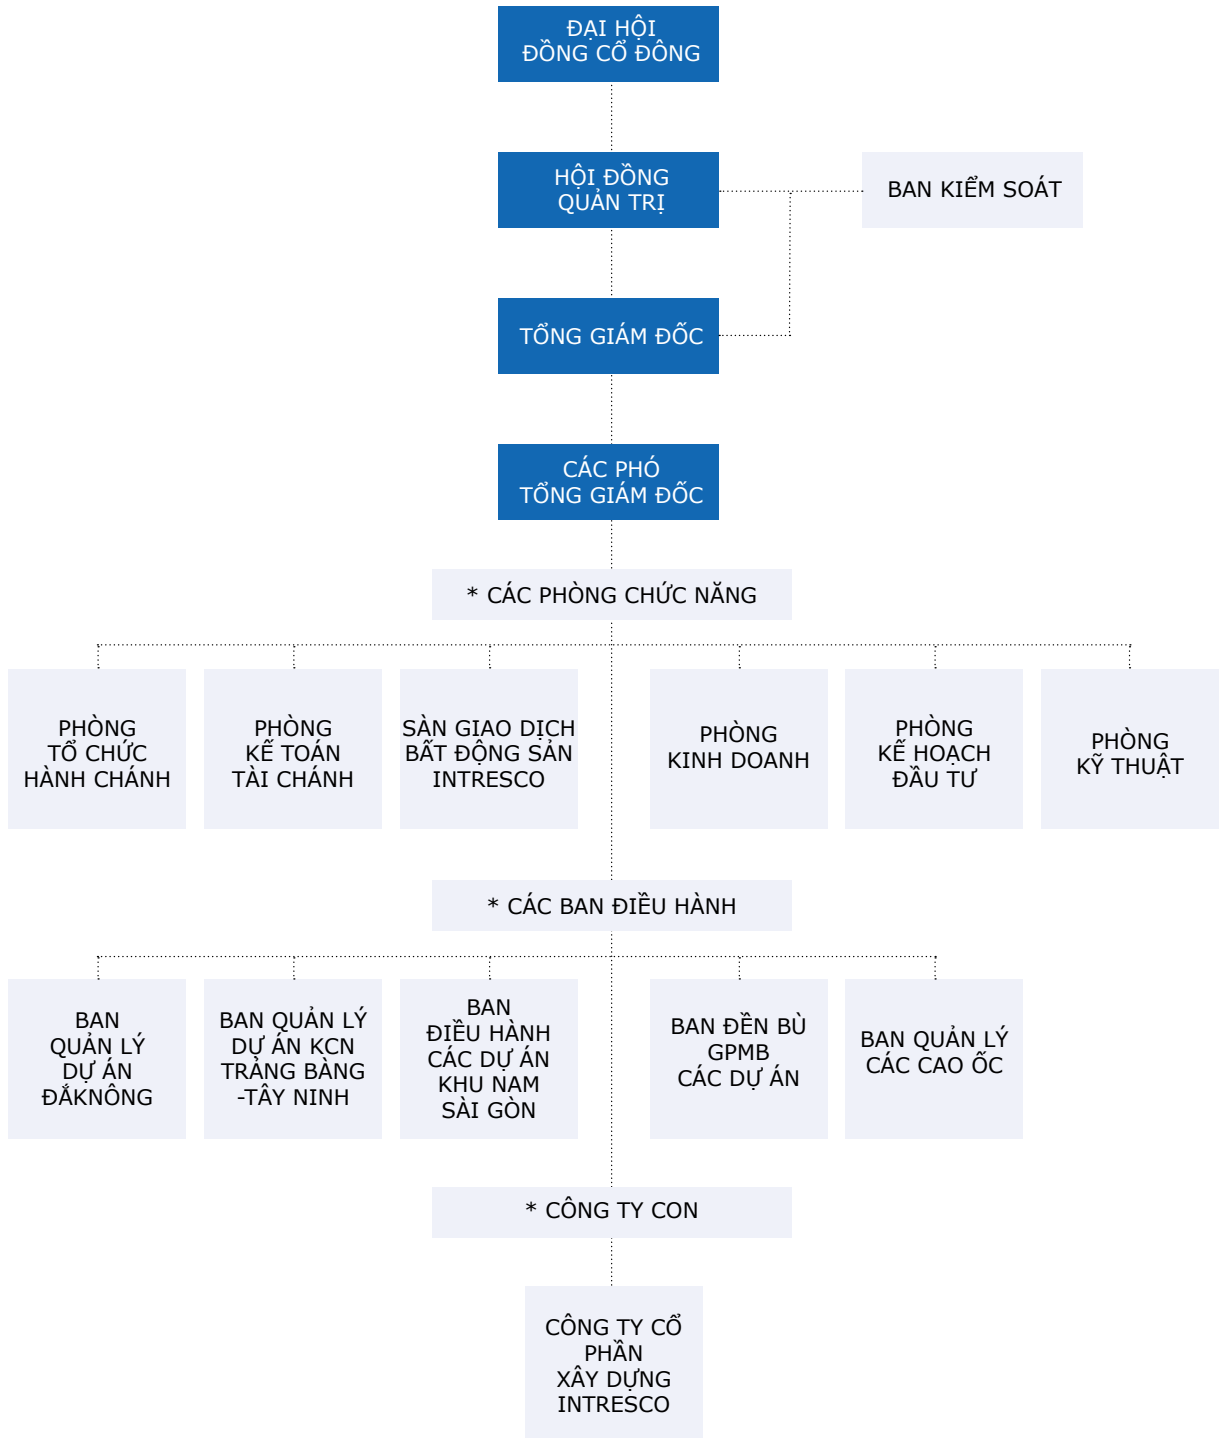 ĐẠI HỘI
ĐỒNG CỔ ĐÔNG
HỘI ĐỒNG
QUẢN TRỊ
BAN KIỂM SOÁT
TỔNG GIÁM ĐỐC
CÁC PHÓ
TỔNG GIÁM ĐỐC
* CÁC PHÒNG CHỨC NĂNG
PHÒNG
TỔ CHỨC
HÀNH CHÁNH
PHÒNG
KẾ TOÁN
TÀI CHÁNH
SÀN GIAO DỊCH
BẤT ĐỘNG SẢN
INTRESCO
PHÒNG
KINH DOANH
PHÒNG
KẾ HOẠCH
ĐẦU TƯ
PHÒNG
KỸ THUẬT
* CÁC BAN ĐIỀU HÀNH
BAN
QUẢN LÝ
DỰ ÁN
ĐẮKNÔNG
BAN QUẢN LÝ
DỰ ÁN KCN
TRẢNG BÀNG
-TÂY NINH
BAN
ĐIỀU HÀNH
CÁC DỰ ÁN
KHU NAM
SÀI GÒN
BAN ĐỀN BÙ
GPMB
CÁC DỰ ÁN
BAN QUẢN LÝ
CÁC CAO ỐC
* CÔNG TY CON
CÔNG TY CỔ
PHẦN
XÂY DỰNG
INTRESCO